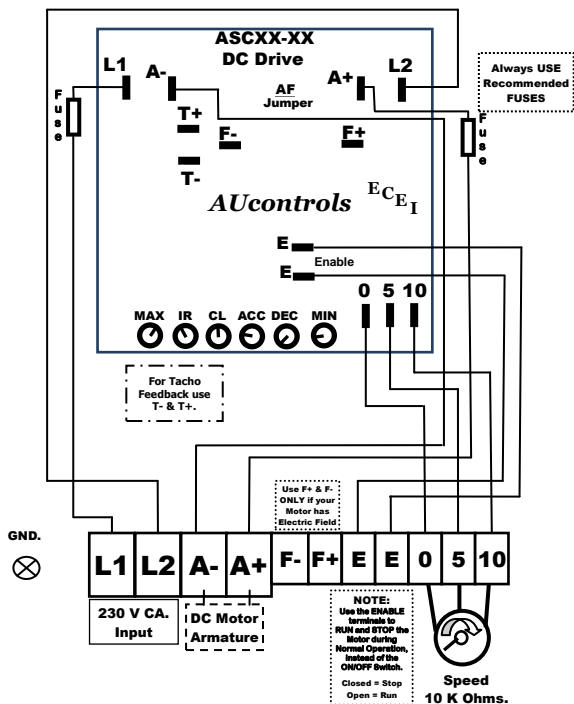 ASCXX-XX
DC Drive
L1
A-
AF
Jumper
A+
L2
Always USE
Recommended
FUSES
Fuse
Fuse
T+
T-
F-
F+
AUcontrols
ECEI
E
E
Enable
0 5 10
MAX IR CL ACC DEC MIN
For Tacho
Feedback use
T- & T+.
Use F+ & F-
ONLY if your
Motor has
Electric Field
GND.
L1 L2 A- A+ F- F+ E E 0 5 10
230 V CA.
Input
DC Motor
Armature
NOTE:
Use the ENABLE
terminals to
RUN and STOP the
Motor during
Normal Operation,
instead of the
ON/OFF Switch.
Closed = Stop
Open = Run
Speed
10 K Ohms.